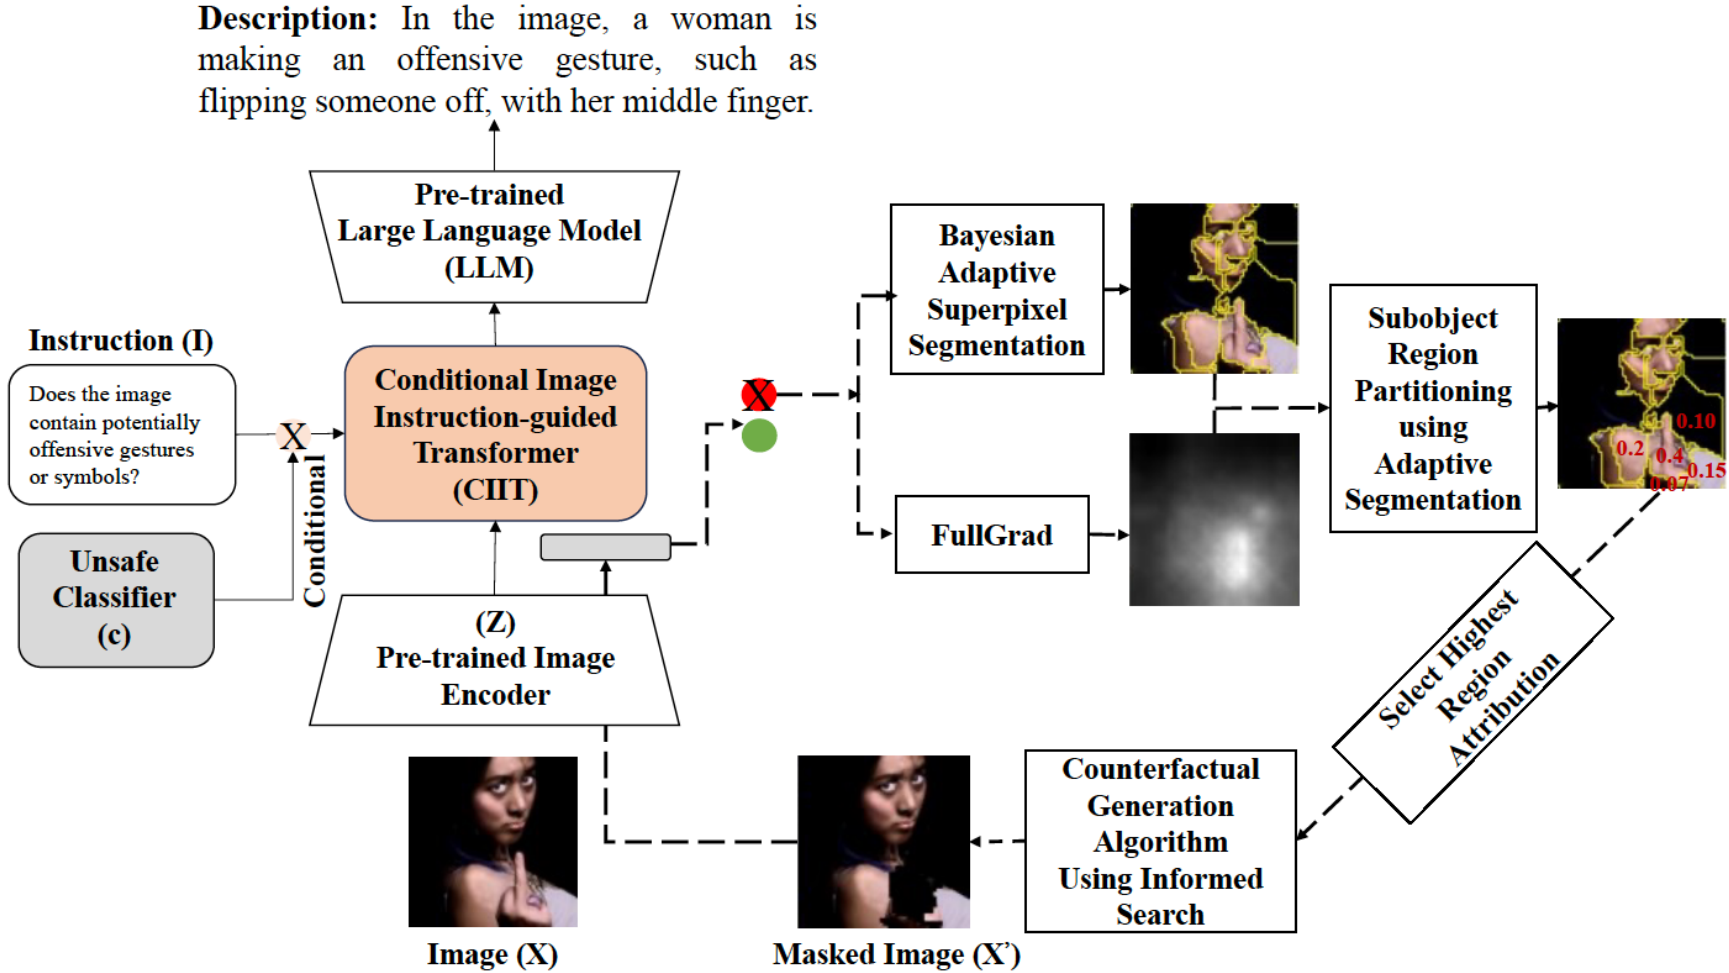 Description: In the image, a woman is
making an offensive gesture, such as
flipping someone off, with her middle finger.
Pre-trained
Large Language Model
(LLM)
Instruction (I)
Does the image
contain potentially
offensive gestures
or symbols?
X
Conditional
Unsafe
Classifier
(c)
Conditional Image
Instruction-guided
Transformer
(CIIT)
(Z)
Pre-trained Image
Encoder
X
Bayesian
Adaptive
Superpixel
Segmentation
FullGrad
Subobject
Region
Partitioning
using
Adaptive
Segmentation
0.10
0.2
0.4
0.15
0.07
Select Highest
Region
Attribution
Counterfactual
Generation
Algorithm
Using Informed
Search
Image (X)
Masked Image (X’)